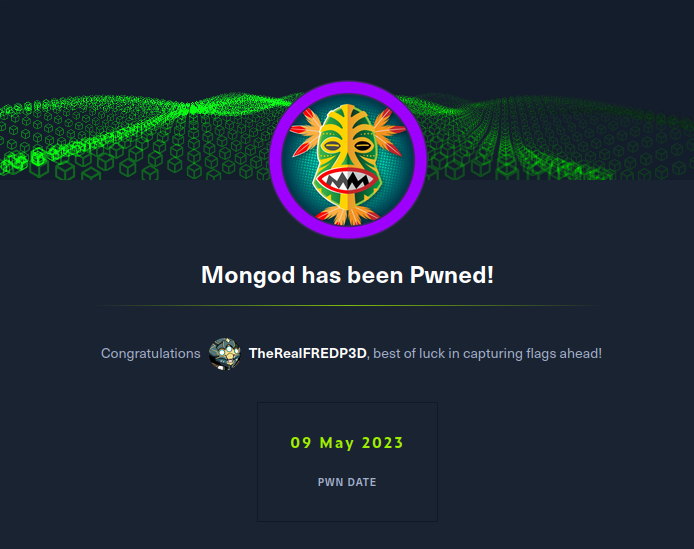 Mongod has been Pwned!
Congratulations TheRealFREDP3D, best of luck in capturing flags ahead!
09 May 2023
PWN DATE